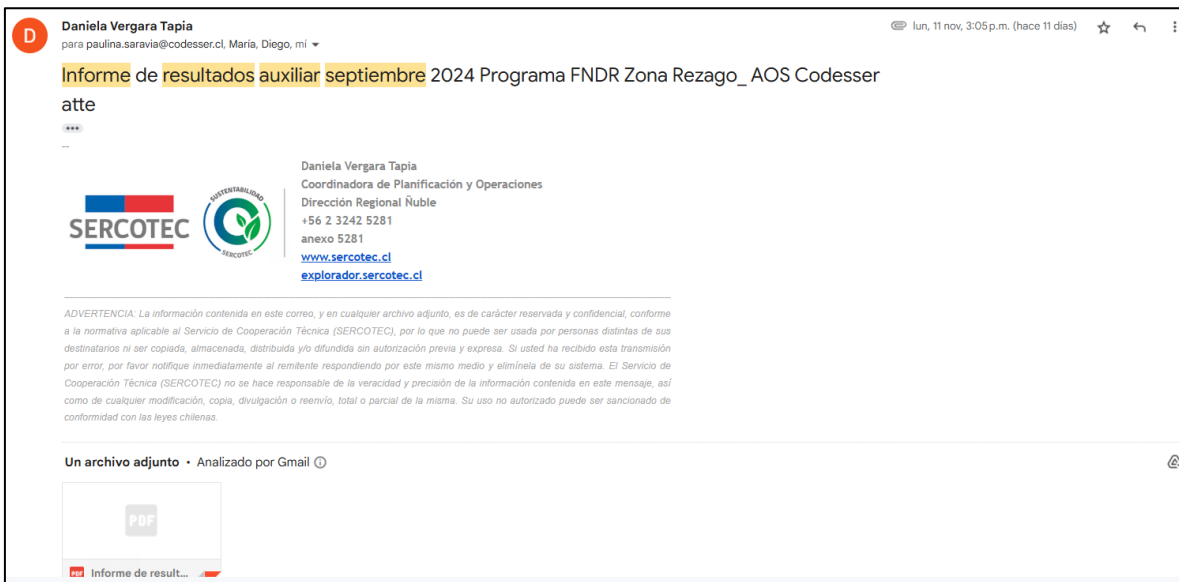 D
Daniela Vergara Tapia
lun, 11 nov, 3:05 p.m. (hace 11 días)
para paulina.saravia@codesser.cl, María, Diego, mí
Informe de resultados auxiliar septiembre 2024 Programa FNDR Zona Rezago_ AOS Codesser
atte
...
--
SERCOTEC
SUSTENTABILIDAD
SERCOTEC
Daniela Vergara Tapia
Coordinadora de Planificación y Operaciones
Dirección Regional Ñuble
+56 2 3242 5281
anexo 5281
www.sercotec.cl
explorador.sercotec.cl
ADVERTENCIA: La información contenida en este correo, y en cualquier archivo adjunto, es de carácter reservada y confidencial, conforme
a la normativa aplicable al Servicio de Cooperación Técnica (SERCOTEC), por lo que no puede ser usada por personas distintas de sus
destinatarios ni ser copiada, almacenada, distribuida y/o difundida sin autorización previa y expresa. Si usted ha recibido esta transmisión
por error, por favor notifique inmediatamente al remitente respondiendo por este mismo medio y elimínela de su sistema. El Servicio de
Cooperación Técnica (SERCOTEC) no se hace responsable de la veracidad y precisión de la información contenida en este mensaje, así
como de cualquier modificación, copia, divulgación o reenvío, total o parcial de la misma. Su uso no autorizado puede ser sancionado de
conformidad con las leyes chilenas.
Un archivo adjunto • Analizado por Gmail
PDF
PDF Informe de result...